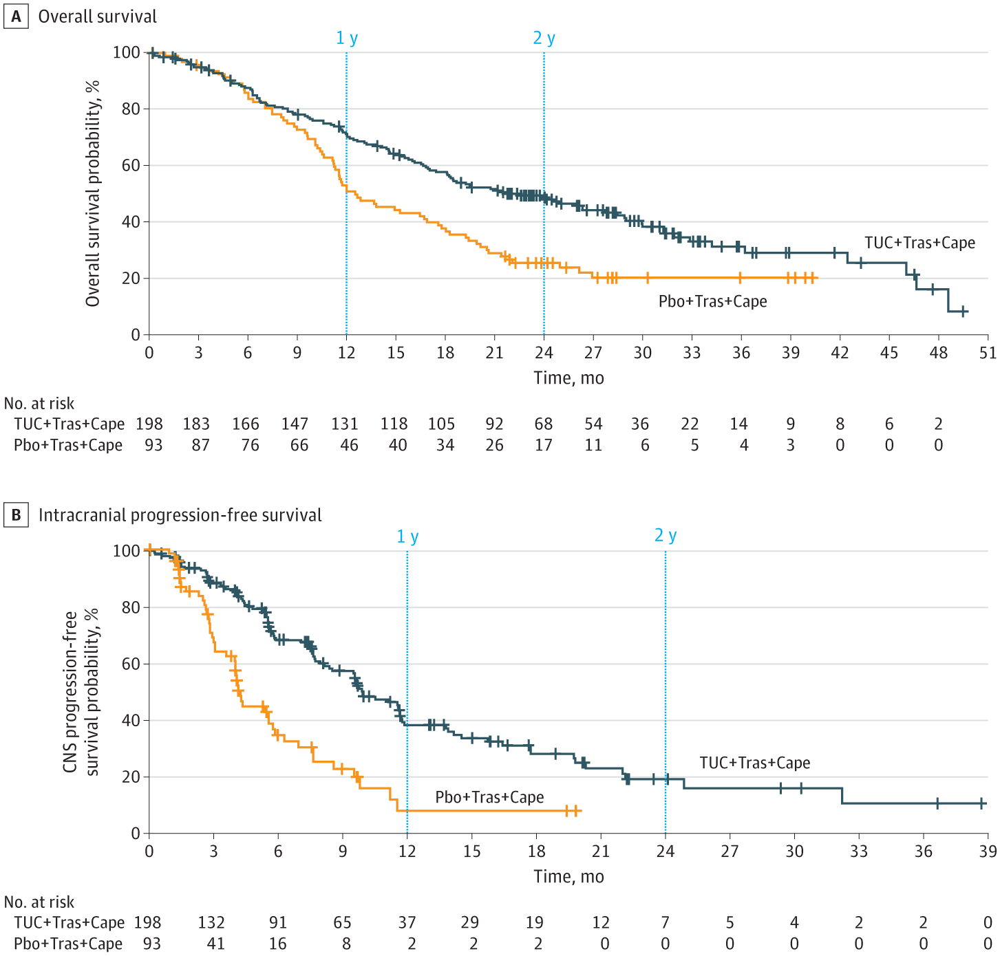 A Overall survival
1 y 2 y
100
80
60
40
20
0
Overall survival probability, %
TUC+Tras+Cape
Pbo+Tras+Cape
0 3 6 9 12 15 18 21 24 27 30 33 36 39 42 45 48 51
Time, mo
No. at risk
TUC+Tras+Cape 198 183 166 147 131 118 105 92 68 54 36 22 14 9 8 6 2
Pbo+Tras+Cape 93 87 76 66 46 40 34 26 17 11 6 5 4 3 0 0 0
B Intracranial progression-free survival
1 y 2 y
100
80
60
40
20
0
CNS progression-free
survival probability, %
TUC+Tras+Cape
Pbo+Tras+Cape
0 3 6 9 12 15 18 21 24 27 30 33 36 39
Time, mo
No. at risk
TUC+Tras+Cape 198 132 91 65 37 29 19 12 7 5 4 2 2 0
Pbo+Tras+Cape 93 41 16 8 2 2 2 0 0 0 0 0 0 0